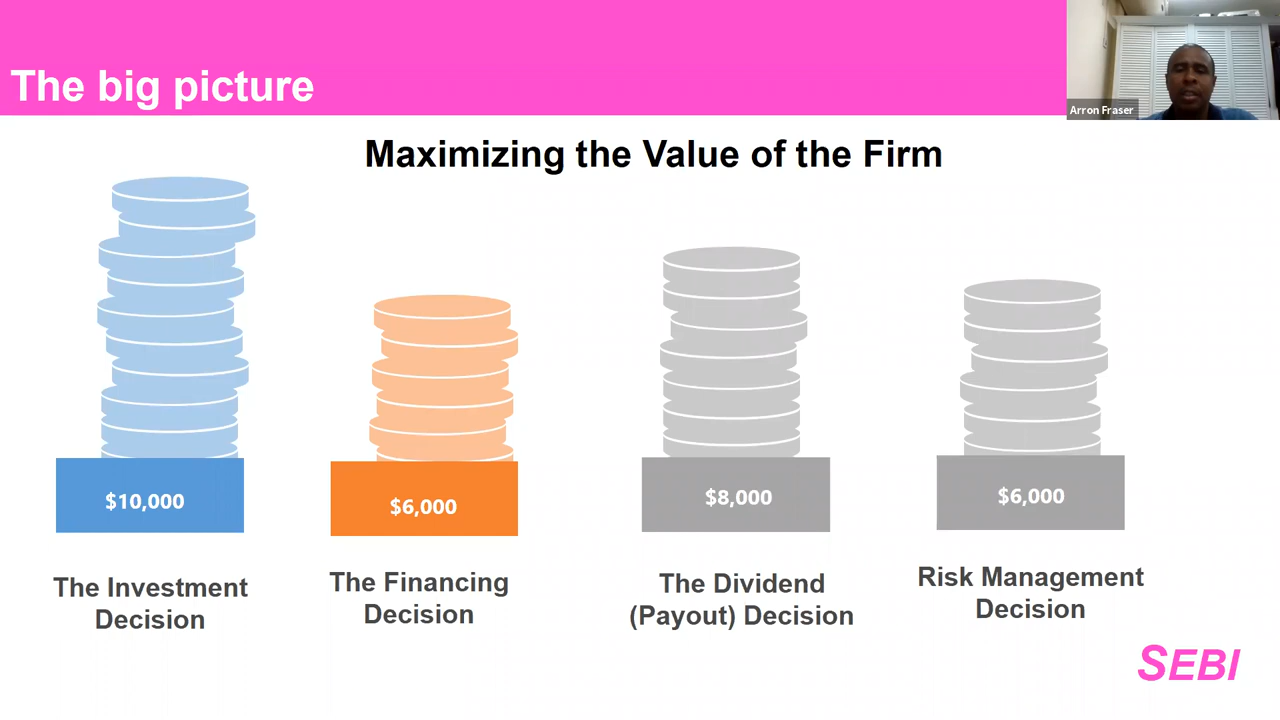 The big picture
Arron Fraser
Maximizing the Value of the Firm
$10,000
$6,000
$8,000
$6,000
The Investment
Decision
The Financing
Decision
The Dividend
(Payout) Decision
Risk Management
Decision
SEBI